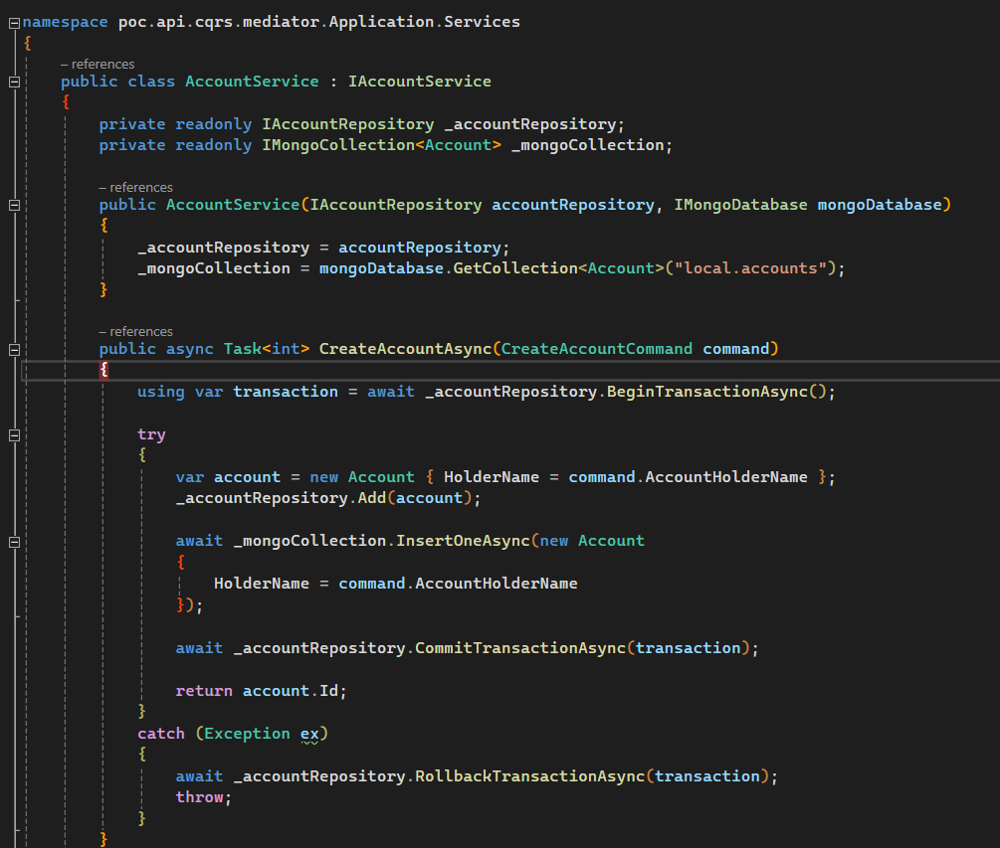 namespace poc.api.cqrs.mediator.Application.Services
{
– references
public class AccountService : IAccountService
{
private readonly IAccountRepository _accountRepository;
private readonly IMongoCollection<Account> _mongoCollection;
– references
public AccountService(IAccountRepository accountRepository, IMongoDatabase mongoDatabase)
{
_accountRepository = accountRepository;
_mongoCollection = mongoDatabase.GetCollection<Account>("local.accounts");
}
– references
public async Task<int> CreateAccountAsync(CreateAccountCommand command)
{
using var transaction = await _accountRepository.BeginTransactionAsync();
try
{
var account = new Account { HolderName = command.AccountHolderName };
_accountRepository.Add(account);
await _mongoCollection.InsertOneAsync(new Account
{
HolderName = command.AccountHolderName
});
await _accountRepository.CommitTransactionAsync(transaction);
return account.Id;
}
catch (Exception ex)
{
await _accountRepository.RollbackTransactionAsync(transaction);
throw;
}
}